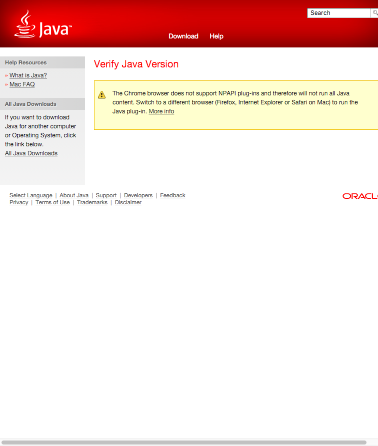 Java™
Search
Download Help
Help Resources
» What is Java?
» Mac FAQ
All Java Downloads
If you want to download
Java for another computer
or Operating System, click
the link below.
All Java Downloads
Verify Java Version
The Chrome browser does not support NPAPI plug-ins and therefore will not run all Java
content. Switch to a different browser (Firefox, Internet Explorer or Safari on Mac) to run the
Java plug-in. More info
Select Language | About Java | Support | Developers | Feedback
Privacy | Terms of Use | Trademarks | Disclaimer
ORACL